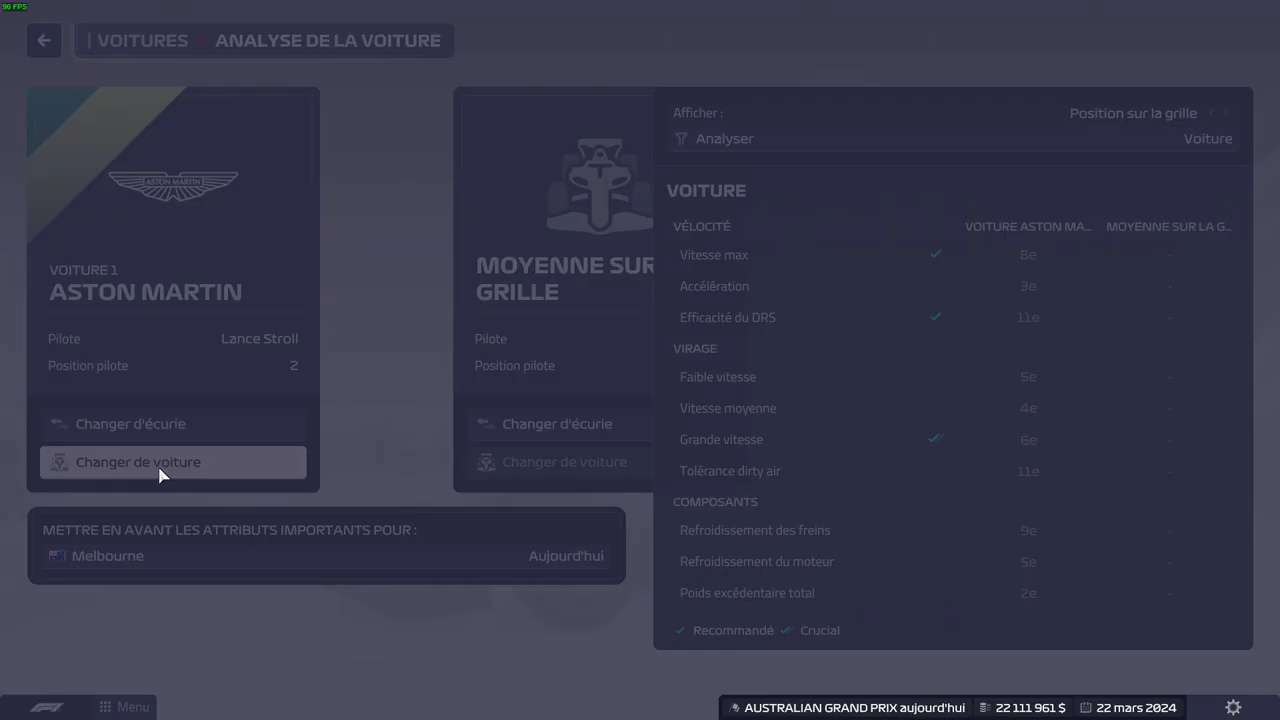 90 FPS
| VOITURES ANALYSE DE LA VOITURE
ASTON MARTIN
VOITURE 1
ASTON MARTIN
Pilote Lance Stroll
Position pilote 2
Changer d'écurie
Changer de voiture
MOYENNE SUR
GRILLE
Pilote
Position pilote
Changer d'écurie
Changer de voiture
METTRE EN AVANT LES ATTRIBUTS IMPORTANTS POUR :
Melbourne Aujourd'hui
Afficher : Position sur la grille
Analyser Voiture
VOITURE
VÉLOCITÉ VOITURE ASTON MA... MOYENNE SUR LA G...
Vitesse max 8e -
Accélération 3e -
Efficacité du DRS 11e -
VIRAGE
Faible vitesse 5e -
Vitesse moyenne 4e -
Grande vitesse 6e -
Tolérance dirty air 11e -
COMPOSANTS
Refroidissement des freins 9e -
Refroidissement du moteur 5e -
Poids excédentaire total 2e -
Recommandé Crucial
Menu
AUSTRALIAN GRAND PRIX aujourd'hui 22 111 961 $ 22 mars 2024